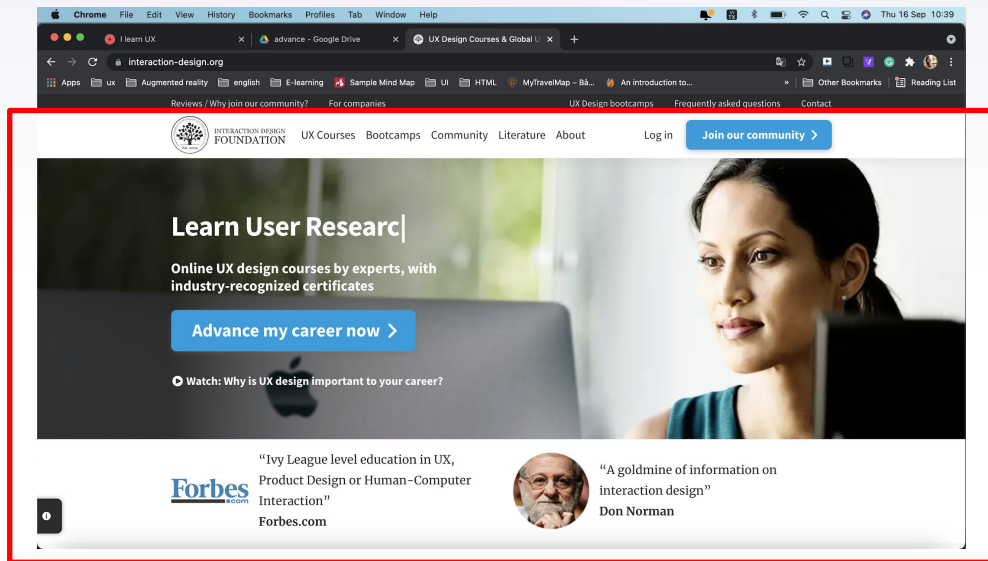 Chrome File Edit View History Bookmarks Profiles Tab Window Help Thu 16 Sep 10:39
I learn UX advance - Google Drive UX Design Courses & Global U
interaction-design.org
Apps ux Augmented reality english E-learning Sample Mind Map UI HTML MyTravelMap – Bả... An introduction to... » Other Bookmarks Reading List
Reviews / Why join our community? For companies UX Design bootcamps Frequently asked questions Contact
INTERACTION DESIGN
FOUNDATION
UX Courses Bootcamps Community Literature About Log in Join our community
Learn User Researc
Online UX design courses by experts, with
industry-recognized certificates
Advance my career now
Watch: Why is UX design important to your career?
Forbes
.com
“Ivy League level education in UX,
Product Design or Human-Computer
Interaction”
Forbes.com
“A goldmine of information on
interaction design”
Don Norman